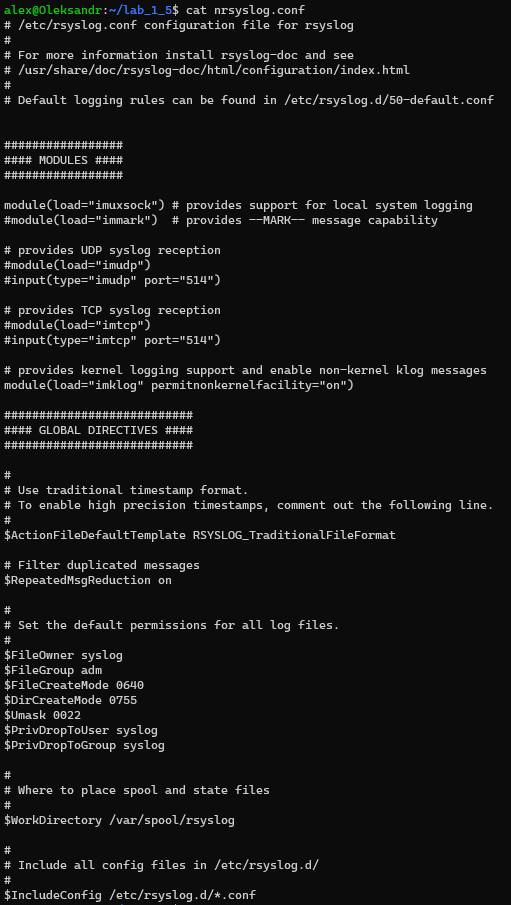 alex@Oleksandr:~/lab_1_5$ cat nrsyslog.conf
# /etc/rsyslog.conf configuration file for rsyslog
#
# For more information install rsyslog-doc and see
# /usr/share/doc/rsyslog-doc/html/configuration/index.html
#
# Default logging rules can be found in /etc/rsyslog.d/50-default.conf


#################
#### MODULES ####
#################

module(load="imuxsock") # provides support for local system logging
#module(load="immark")  # provides --MARK-- message capability

# provides UDP syslog reception
#module(load="imudp")
#input(type="imudp" port="514")

# provides TCP syslog reception
#module(load="imtcp")
#input(type="imtcp" port="514")

# provides kernel logging support and enable non-kernel klog messages
module(load="imklog" permitnonkernelfacility="on")

###########################
#### GLOBAL DIRECTIVES ####
###########################

#
# Use traditional timestamp format.
# To enable high precision timestamps, comment out the following line.
#
$ActionFileDefaultTemplate RSYSLOG_TraditionalFileFormat

# Filter duplicated messages
$RepeatedMsgReduction on

#
# Set the default permissions for all log files.
#
$FileOwner syslog
$FileGroup adm
$FileCreateMode 0640
$DirCreateMode 0755
$Umask 0022
$PrivDropToUser syslog
$PrivDropToGroup syslog

#
# Where to place spool and state files
#
$WorkDirectory /var/spool/rsyslog

#
# Include all config files in /etc/rsyslog.d/
#
$IncludeConfig /etc/rsyslog.d/*.conf